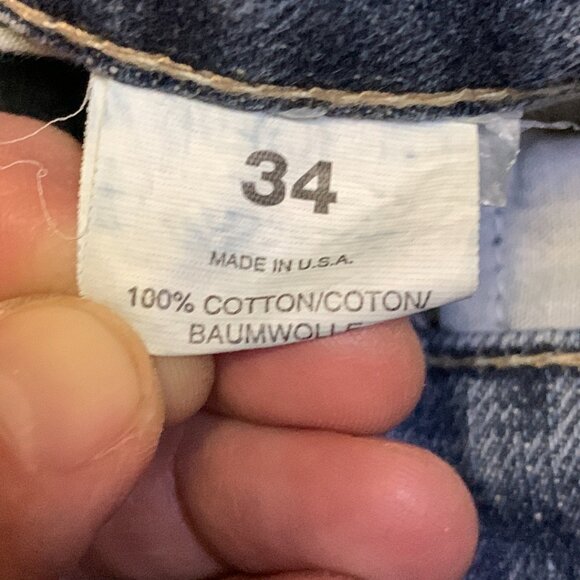 34
MADE IN U.S.A.
100% COTTON/COTON/
BAUMWOLLE